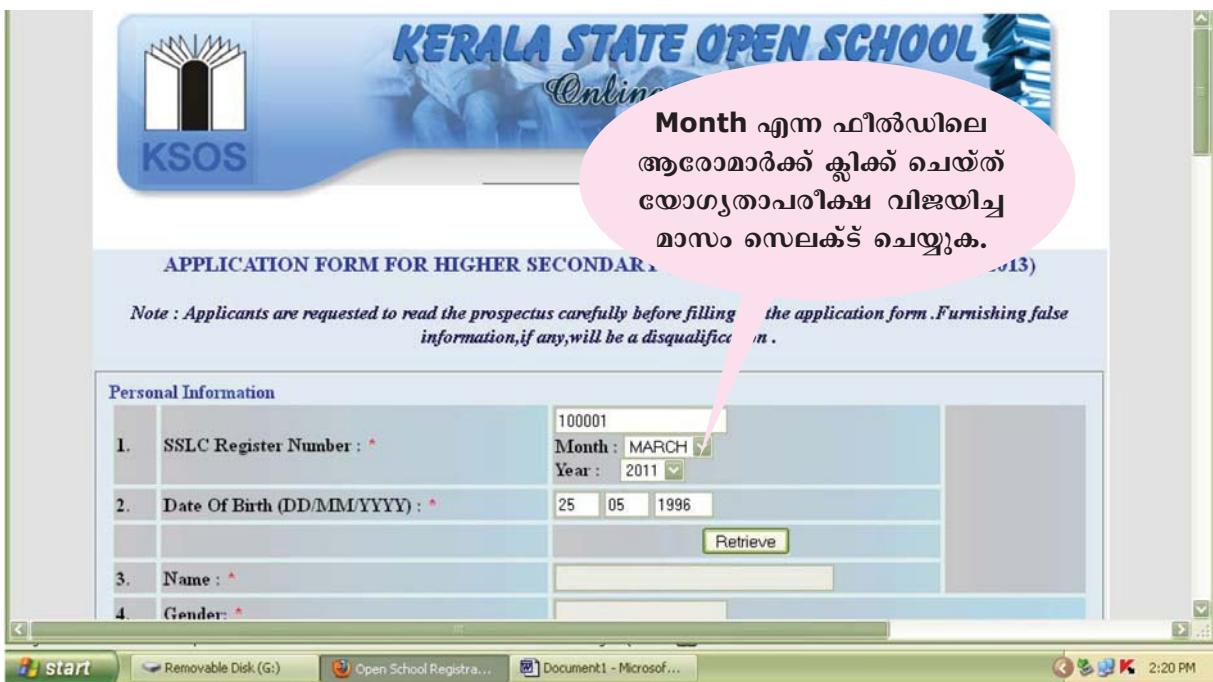 KERALA STATE OPEN SCHOOL
KSOS
Month എന്ന ഫീൽഡിലെ
ആരോമാർക്ക് ക്ലിക്ക് ചെയ്ത്
യോഗ്യതാപരീക്ഷ വിജയിച്ച
മാസം സെലക്ട് ചെയ്യുക.
APPLICATION FORM FOR HIGHER
Note : Applicants are requested to read the prospectus carefully before filling the application form .Furnishing false
information,if any,will be a
Personal Information
100001
1. SSLC Register Number : *
Month : MARCH
Year : 2011
2. Date Of Birth (DD/MM/YYYY) : * 25 05 1996
Retrieve
3. Name : *
4. Gender: *
start Removable Disk (G:) Open School Registra... Document1 - Microsof... 2:20 PM